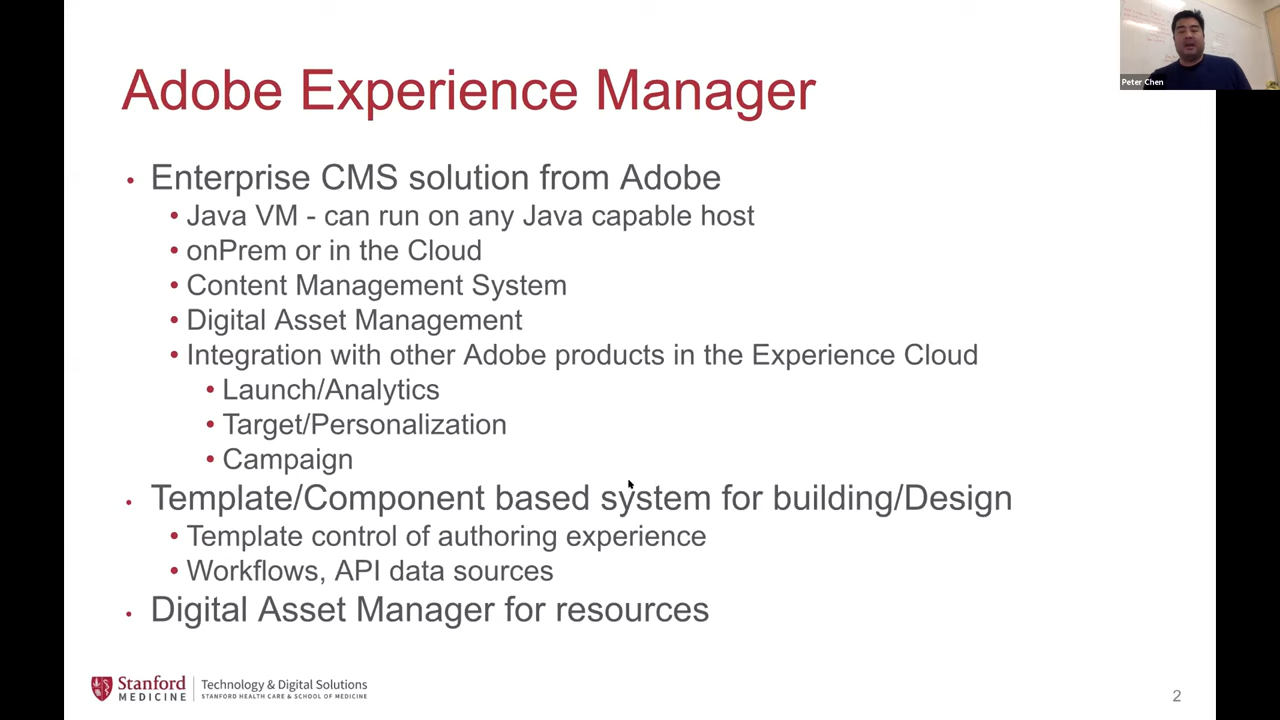 Adobe Experience Manager
Peter Chen
• Enterprise CMS solution from Adobe
• Java VM - can run on any Java capable host
• onPrem or in the Cloud
• Content Management System
• Digital Asset Management
• Integration with other Adobe products in the Experience Cloud
• Launch/Analytics
• Target/Personalization
• Campaign
• Template/Component based system for building/Design
• Template control of authoring experience
• Workflows, API data sources
• Digital Asset Manager for resources
Stanford MEDICINE
Technology & Digital Solutions
STANFORD HEALTH CARE & SCHOOL OF MEDICINE
2